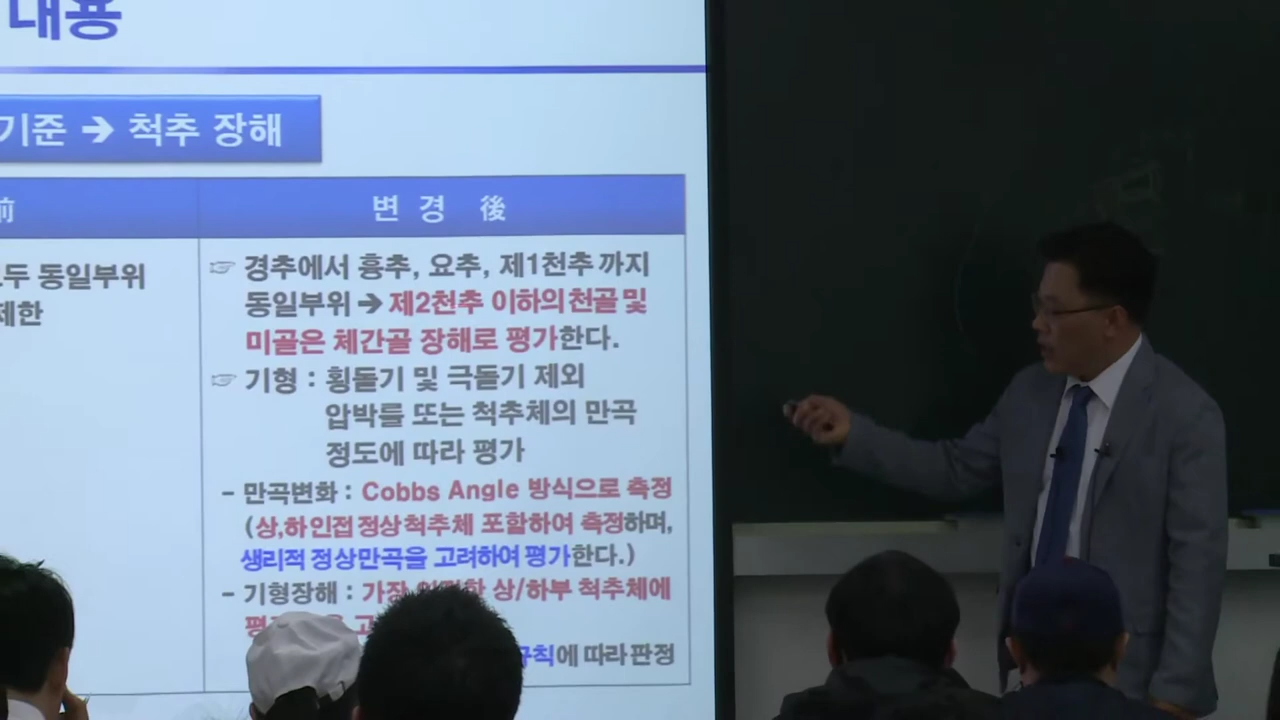 내용
기준 → 척추 장해
前
변 경 後
모두 동일부위
제한
☞ 경추에서 흉추, 요추, 제1천추 까지
동일부위 → 제2천추 이하의 천골 및
미골은 체간골 장해로 평가한다.
☞ 기형 : 횡돌기 및 극돌기 제외
압박률 또는 척추체의 만곡
정도에 따라 평가
- 만곡변화 : Cobbs Angle 방식으로 측정
(상,하 인접 정상 척추체 포함하여 측정하며,
생리적 정상만곡을 고려하여 평가한다.)
- 기형장해 : 가장 상/하부 척추체에
규칙에 따라 판정